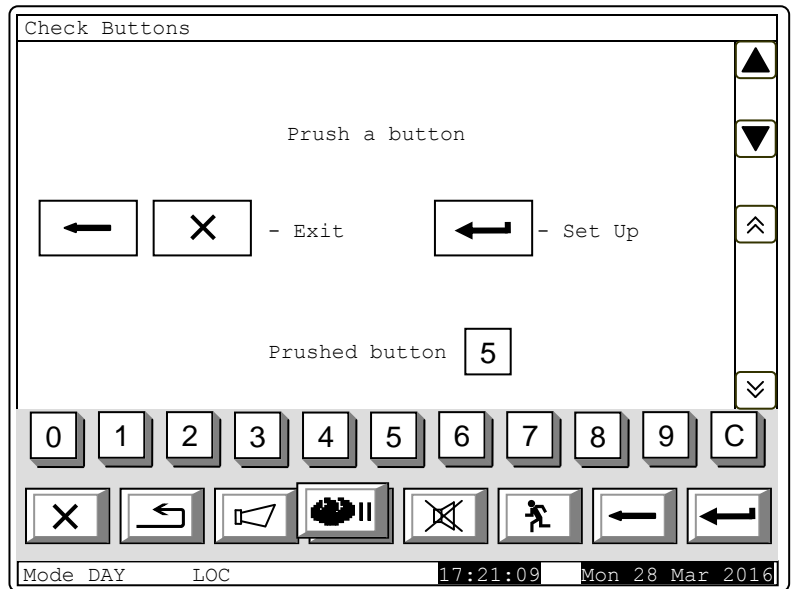 Check Buttons
Prush a button
- Exit
- Set Up
Prushed button 5
0 1 2 3 4 5 6 7 8 9 C
Mode DAY LOC 17:21:09 Mon 28 Mar 2016